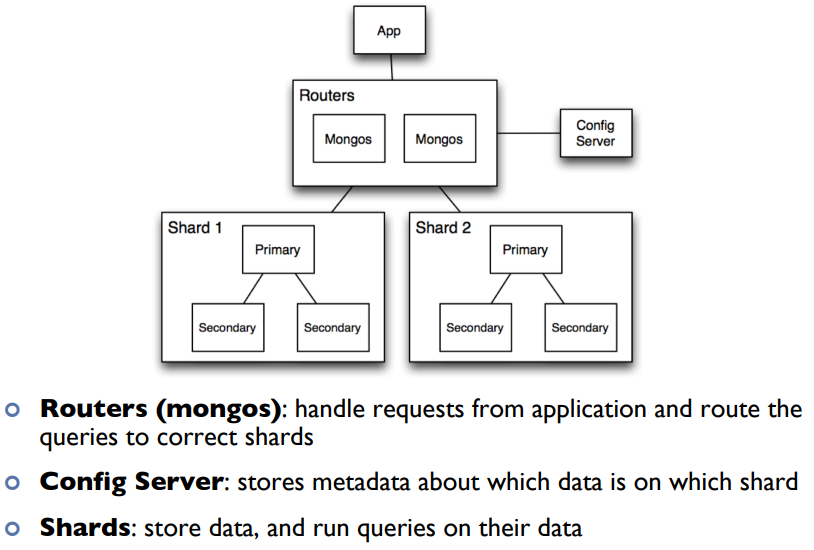 App
Routers
Mongos
Mongos
Config
Server
Shard 1
Primary
Secondary
Secondary
Shard 2
Primary
Secondary
Secondary
Routers (mongos): handle requests from application and route the
queries to correct shards
Config Server: stores metadata about which data is on which shard
Shards: store data, and run queries on their data